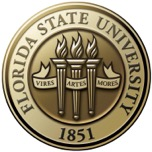 FLORIDA STATE UNIVERSITY
VIRES ARTES MORES
1851